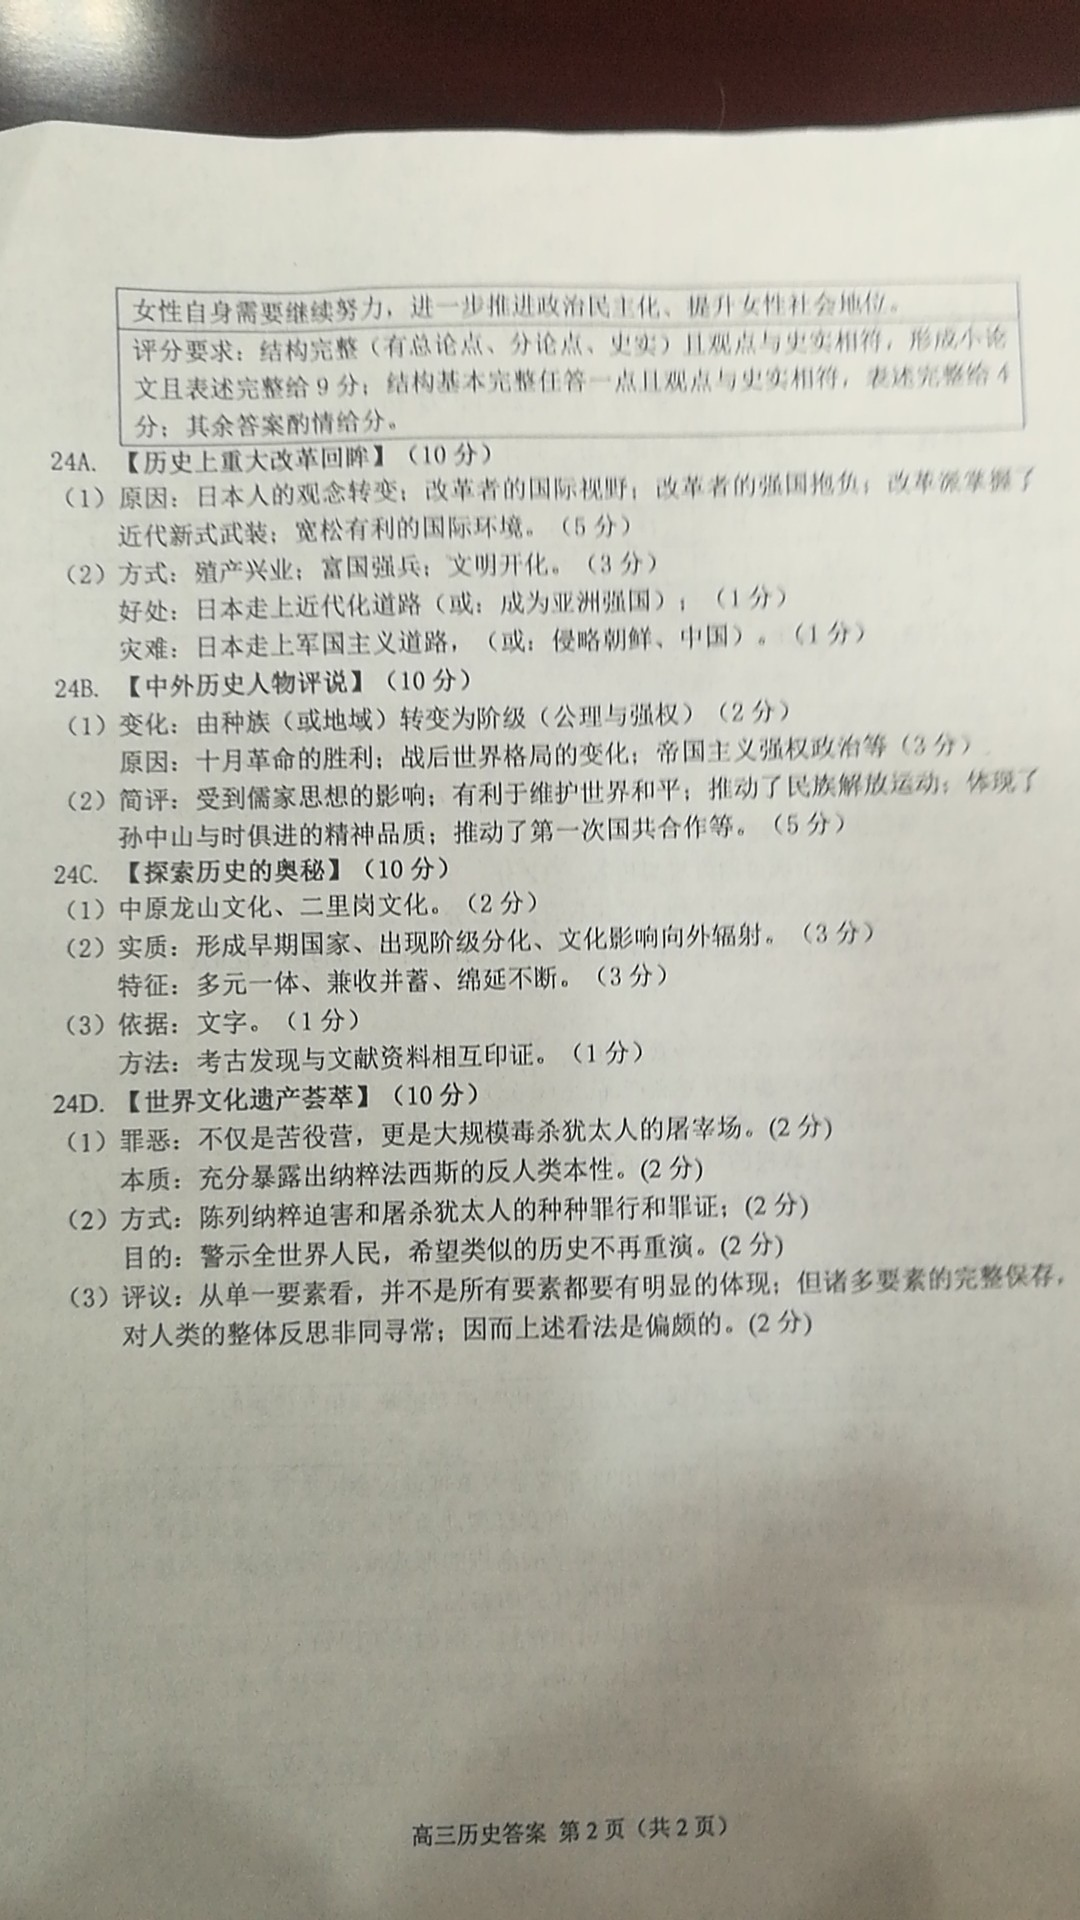 女性自身需要继续努力，进一步推进政治民主化、提升女性社会地位。
评分要求：结构完整（有总论点、分论点、史实）且观点与史实相符，形成小论
文且表述完整给 9 分；结构基本完整任答一点且观点与史实相符，表述完整给 4
分；其余答案酌情给分。
24A. 【历史上重大改革回眸】（10 分）
（1）原因：日本人的观念转变；改革者的国际视野；改革者的强国抱负；改革派掌握了
近代新式武装；宽松有利的国际环境。（5 分）
（2）方式：殖产兴业；富国强兵；文明开化。（3 分）
好处：日本走上近代化道路（或：成为亚洲强国）；（1 分）
灾难：日本走上军国主义道路，（或：侵略朝鲜、中国）。（1 分）
24B. 【中外历史人物评说】（10 分）
（1）变化：由种族（或地域）转变为阶级（公理与强权）（2 分）
原因：十月革命的胜利；战后世界格局的变化；帝国主义强权政治等（3 分）
（2）简评：受到儒家思想的影响；有利于维护世界和平；推动了民族解放运动；体现了
孙中山与时俱进的精神品质；推动了第一次国共合作等。（5 分）
24C. 【探索历史的奥秘】（10 分）
（1）中原龙山文化、二里岗文化。（2 分）
（2）实质：形成早期国家、出现阶级分化、文化影响向外辐射。（3 分）
特征：多元一体、兼收并蓄、绵延不断。（3 分）
（3）依据：文字。（1 分）
方法：考古发现与文献资料相互印证。（1 分）
24D. 【世界文化遗产荟萃】（10 分）
（1）罪恶：不仅是苦役营，更是大规模毒杀犹太人的屠宰场。(2 分)
本质：充分暴露出纳粹法西斯的反人类本性。(2 分)
（2）方式：陈列纳粹迫害和屠杀犹太人的种种罪行和罪证；(2 分)
目的：警示全世界人民，希望类似的历史不再重演。(2 分)
（3）评议：从单一要素看，并不是所有要素都要有明显的体现；但诸多要素的完整保存，
对人类的整体反思非同寻常；因而上述看法是偏颇的。(2 分)
高三历史答案 第 2 页（共 2 页）